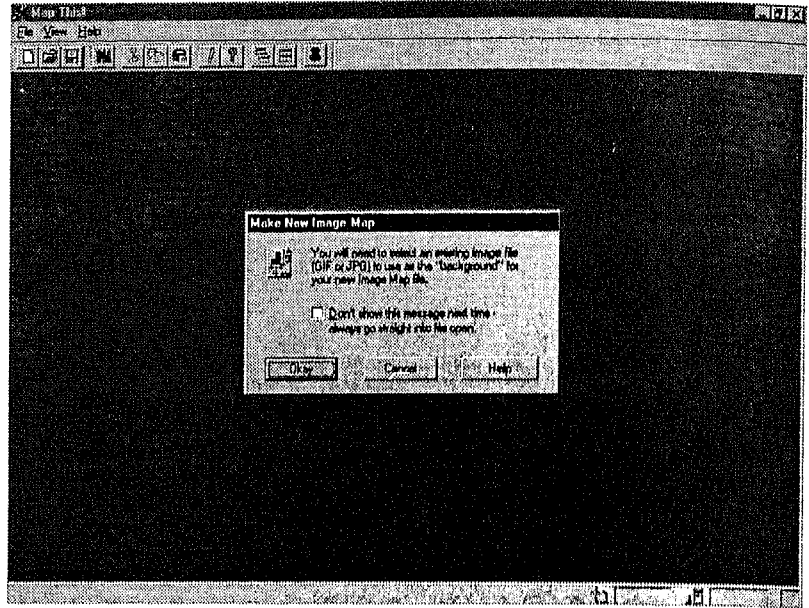 Map This!
File View Help
Make New Image Map
You will need to select an existing image file
(GIF or JPG) to use as the "background" for
your new Image Map file.
Don't show this message next time -
always go straight into file open.
Okay Cancel Help